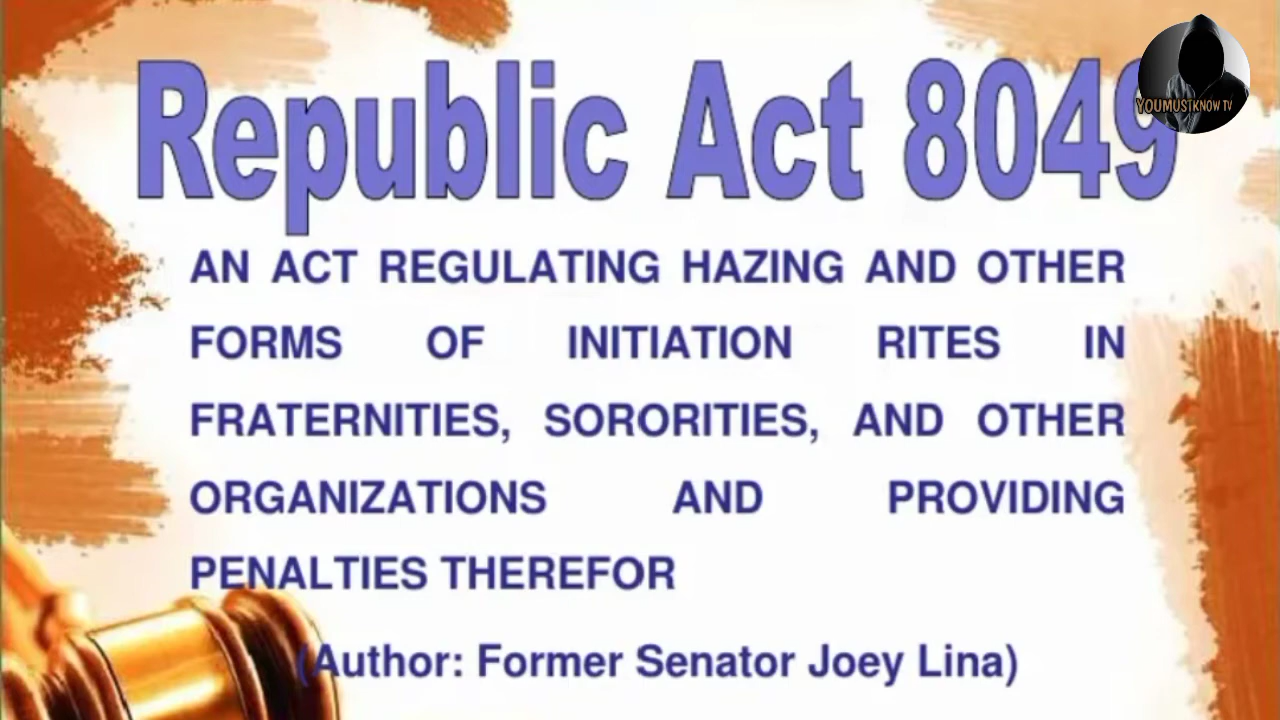 Republic Act 8049
YOUMUSTKNOW TV
AN ACT REGULATING HAZING AND OTHER
FORMS OF INITIATION RITES IN
FRATERNITIES, SORORITIES, AND OTHER
ORGANIZATIONS AND PROVIDING
PENALTIES THEREFOR
(Author: Former Senator Joey Lina)